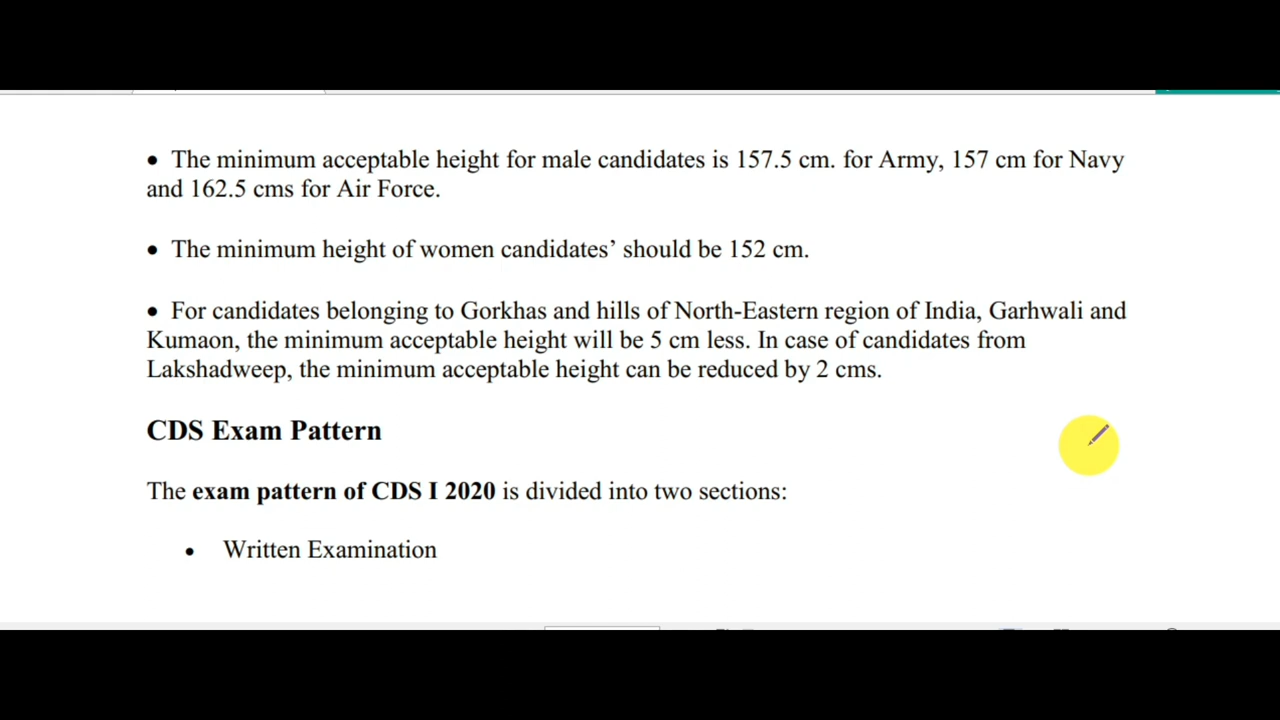 • The minimum acceptable height for male candidates is 157.5 cm. for Army, 157 cm for Navy
and 162.5 cms for Air Force.
• The minimum height of women candidates’ should be 152 cm.
• For candidates belonging to Gorkhas and hills of North-Eastern region of India, Garhwali and
Kumaon, the minimum acceptable height will be 5 cm less. In case of candidates from
Lakshadweep, the minimum acceptable height can be reduced by 2 cms.
CDS Exam Pattern
The exam pattern of CDS I 2020 is divided into two sections:
• Written Examination